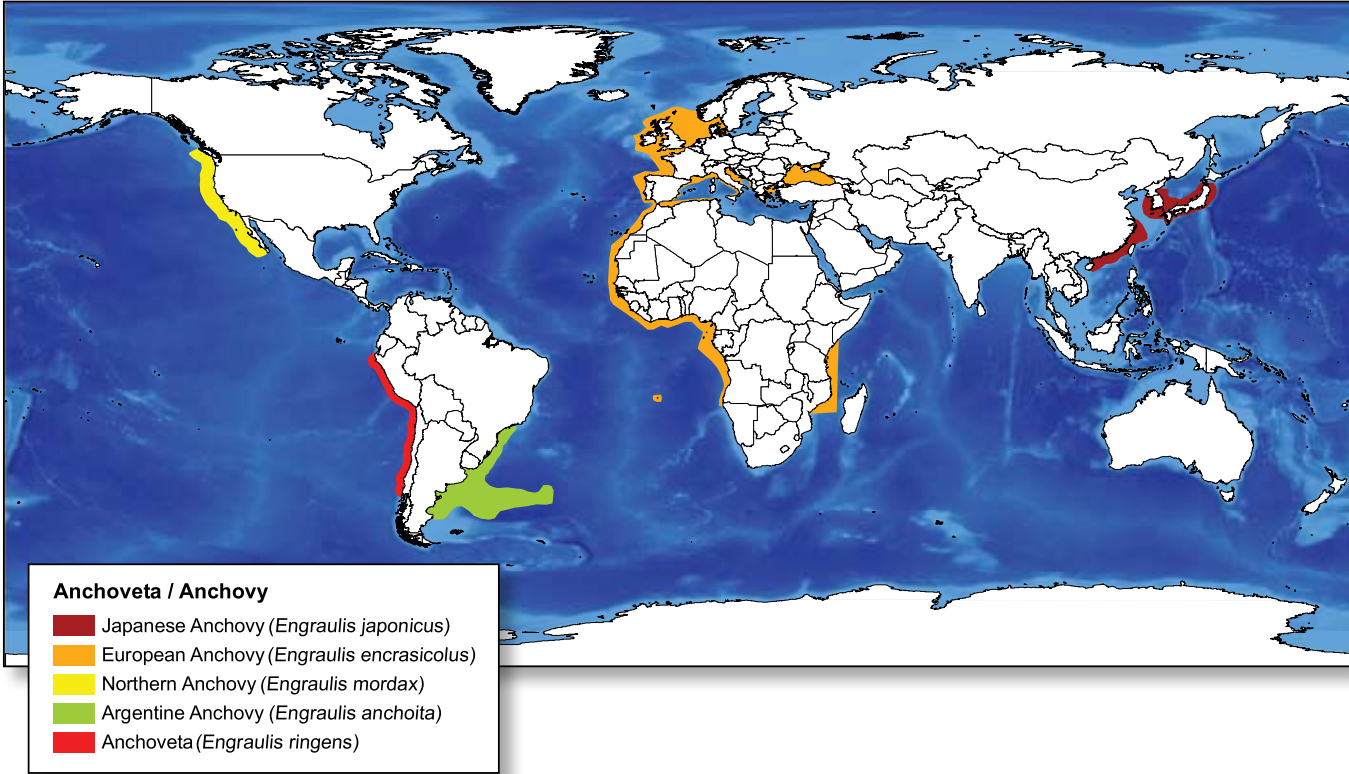 Anchoveta / Anchovy
Japanese Anchovy (Engraulis japonicus)
European Anchovy (Engraulis encrasicolus)
Northern Anchovy (Engraulis mordax)
Argentine Anchovy (Engraulis anchoita)
Anchoveta (Engraulis ringens)